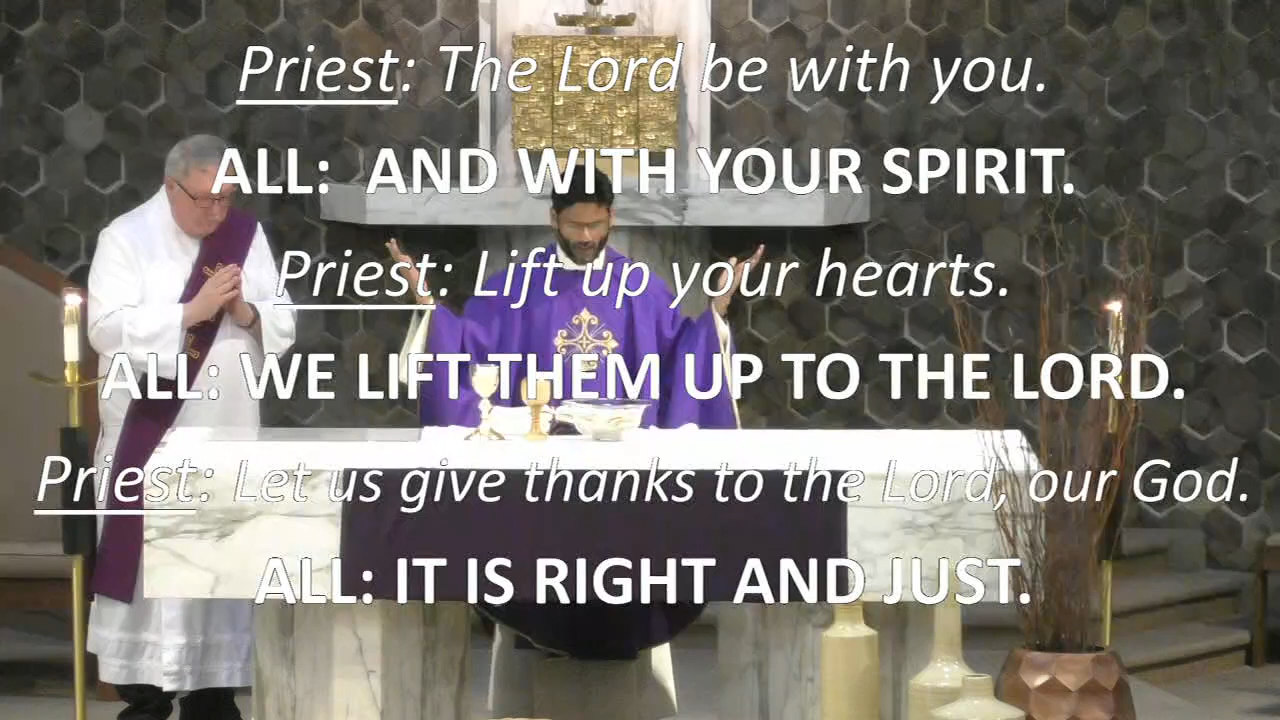 Priest: The Lord be with you.
ALL:  AND WITH YOUR SPIRIT.
Priest: Lift up your hearts.
ALL: WE LIFT THEM UP TO THE LORD.
Priest: Let us give thanks to the Lord, our God.
ALL: IT IS RIGHT AND JUST.